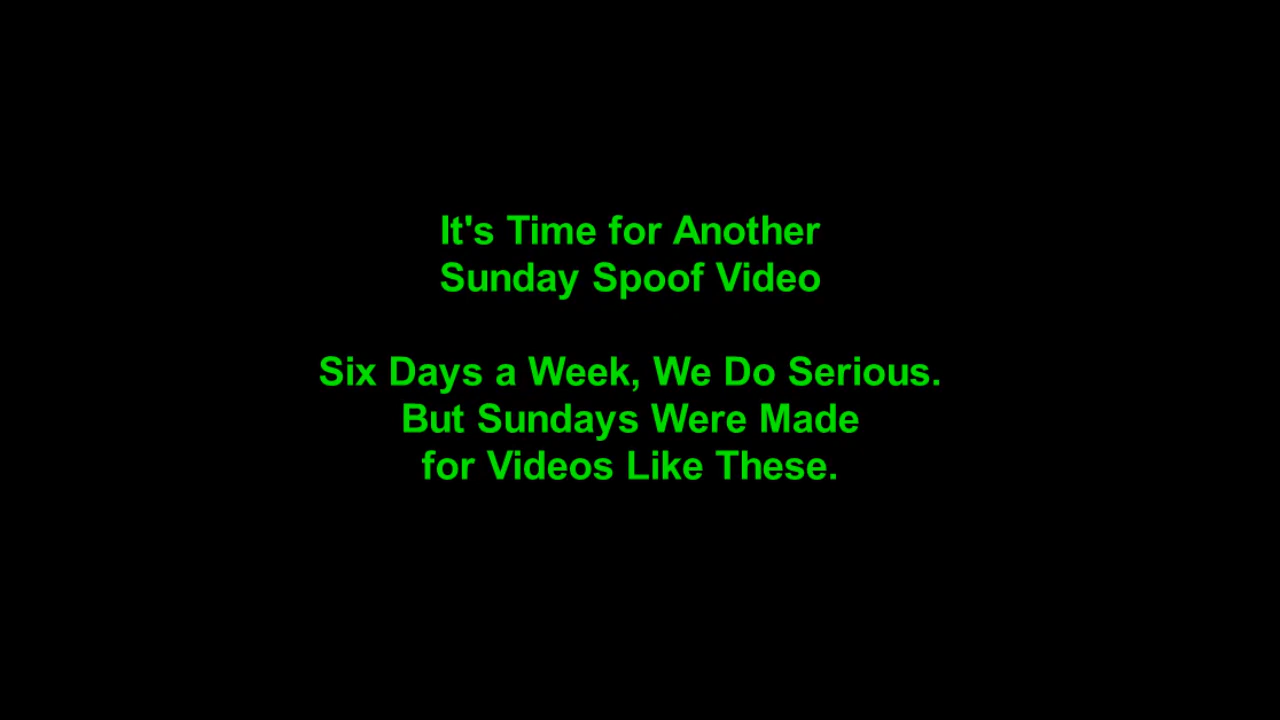 It's Time for Another
Sunday Spoof Video
Six Days a Week, We Do Serious.
But Sundays Were Made
for Videos Like These.